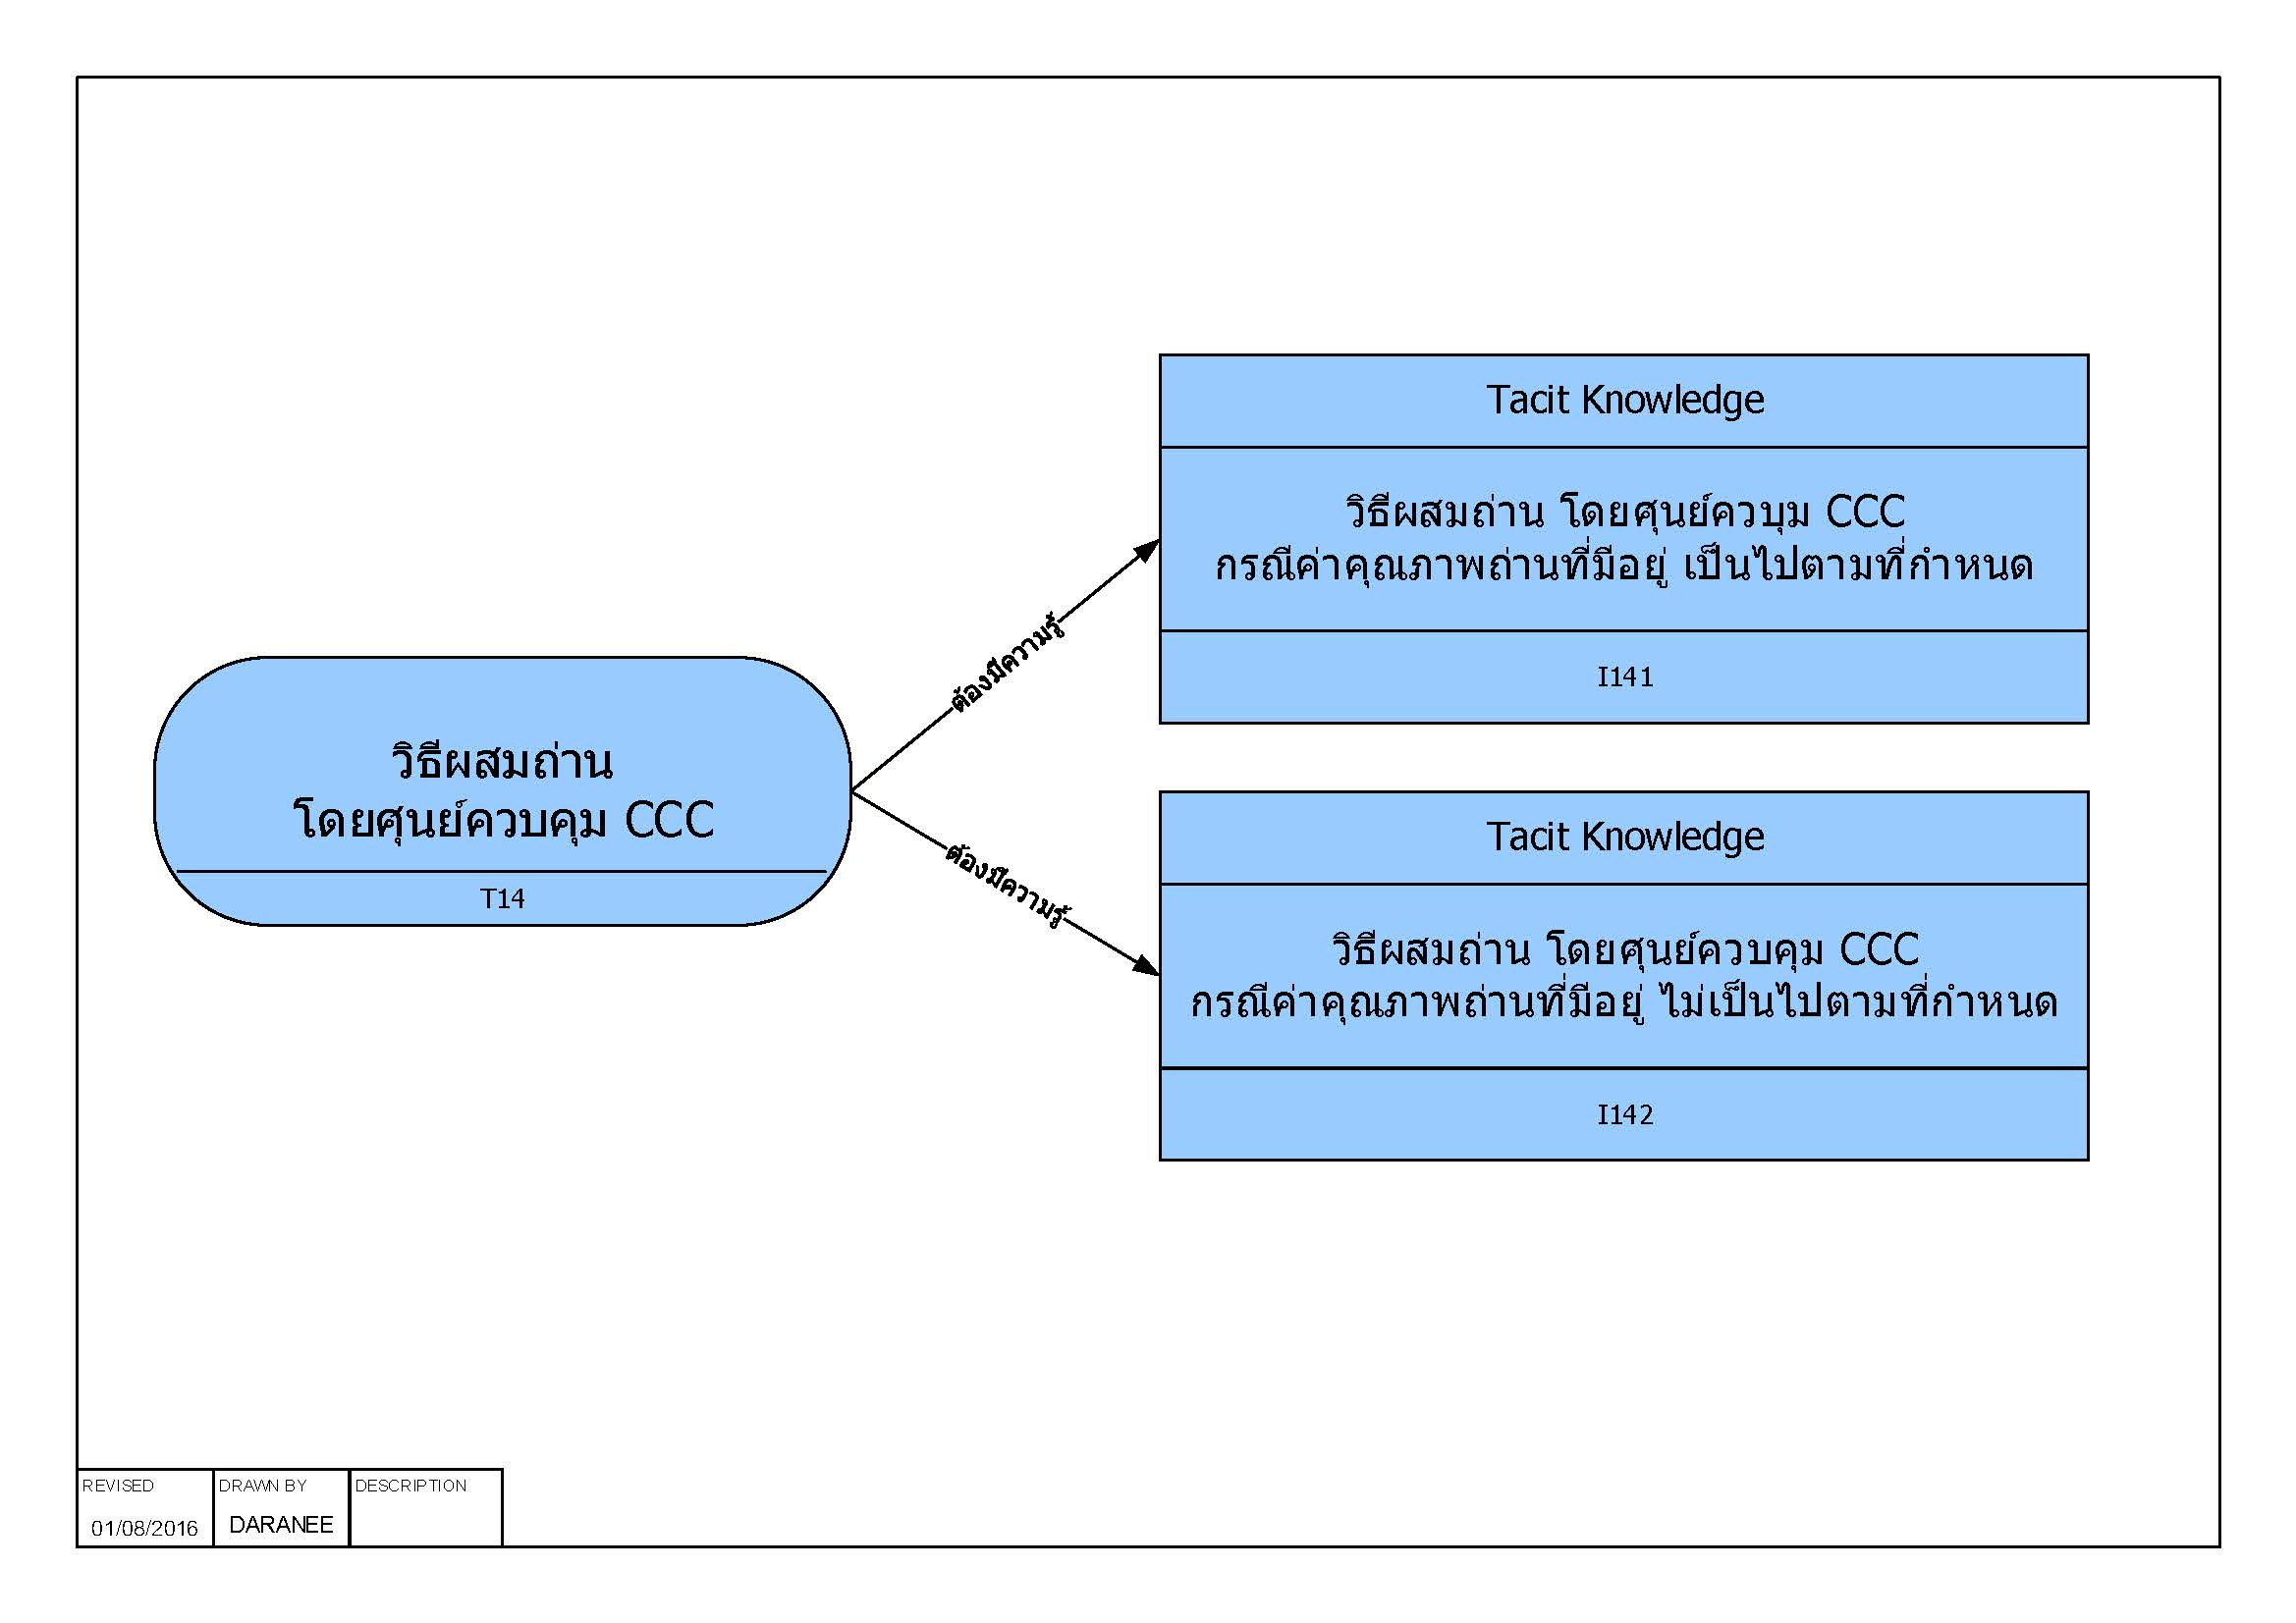 วิธีผสมถ่าน
โดยศูนย์ควบคุม CCC
T14
ต้องมีความรู้
ต้องมีความรู้
Tacit Knowledge
วิธีผสมถ่าน โดยศุนย์ควบุม CCC
กรณีค่าคุณภาพถ่านที่มีอยู่ เป็นไปตามที่กำหนด
I141
Tacit Knowledge
วิธีผสมถ่าน โดยศุนย์ควบคุม CCC
กรณีค่าคุณภาพถ่านที่มีอยู่ ไม่เป็นไปตามที่กำหนด
I142
REVISED
01/08/2016
DRAWN BY
DARANEE
DESCRIPTION